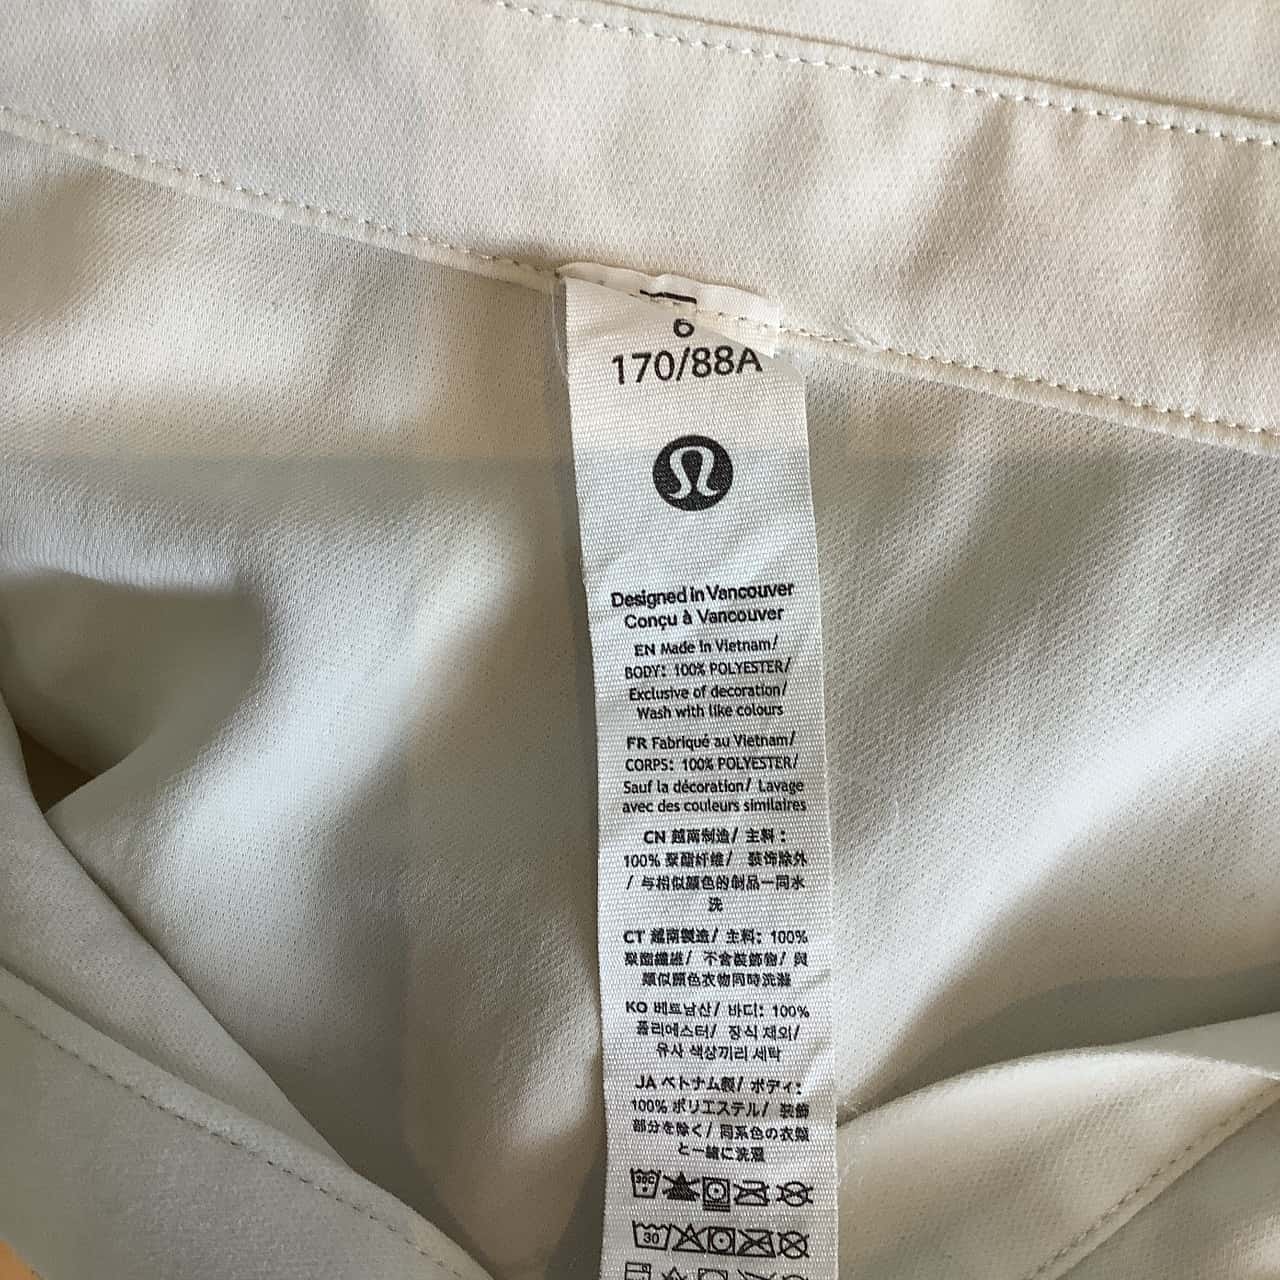 6
170/88A
Designed in Vancouver
Conçu à Vancouver
EN Made in Vietnam/
BODY: 100% POLYESTER/
Exclusive of decoration/
Wash with like colours
FR Fabriqué au Vietnam/
CORPS: 100% POLYESTER/
Sauf la décoration/ Lavage
avec des couleurs similaires
CN 越南制造/ 主料：
100% 聚酯纤维/ 装饰除外
/ 与相似颜色的制品一同水
洗
CT 越南製造/ 主料: 100%
聚酯纖維/ 不含裝飾物/ 與
類似顏色衣物同時洗滌
KO 베트남산/ 바디: 100%
폴리에스터/ 장식 제외/
유사 색상끼리 세탁
JA ベトナム製/ ボディ:
100% ポリエステル/ 装飾
部分を除く/ 同系色の衣類
と一緒に洗濯
30C
30